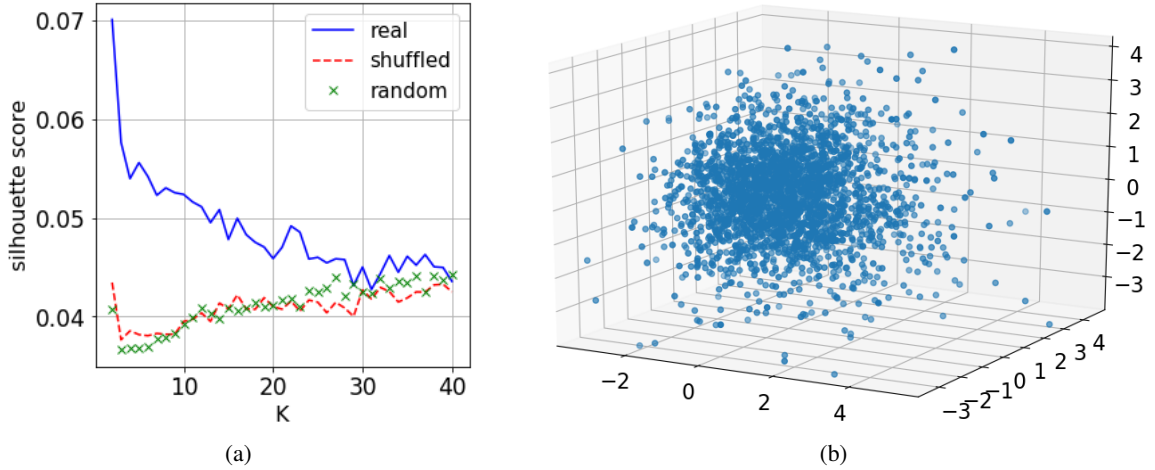 0.07
0.06
0.05
0.04
silhouette score
real
shuffled
random
10 20 30 40
K
(a)
4
3
2
1
0
−1
−2
−3
−2 0 2 4
−3 −2 −1 0 1 2 3 4
(b)